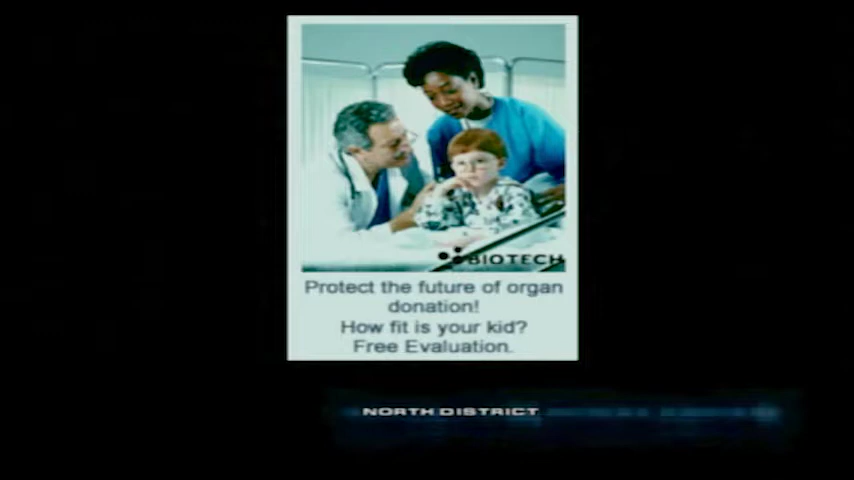 BIOTECH
Protect the future of organ
donation!
How fit is your kid?
Free Evaluation.
NORTH DISTRICT